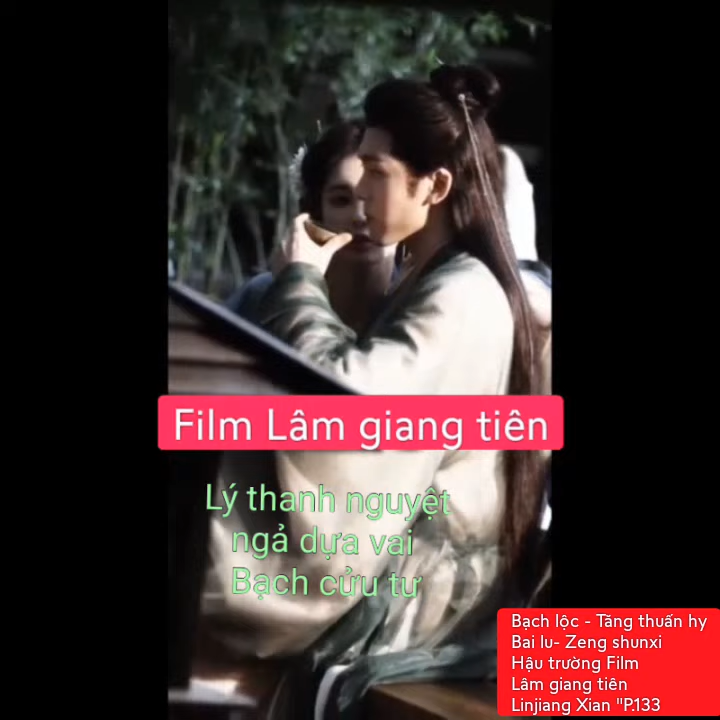 Film Lâm giang tiên
Lý thanh nguyệt
ngả dựa vai
Bạch cửu tư
Bạch lộc - Tăng thuấn hy
Bai lu- Zeng shunxi
Hậu trường Film
Lâm giang tiên
Linjiang Xian "P.133